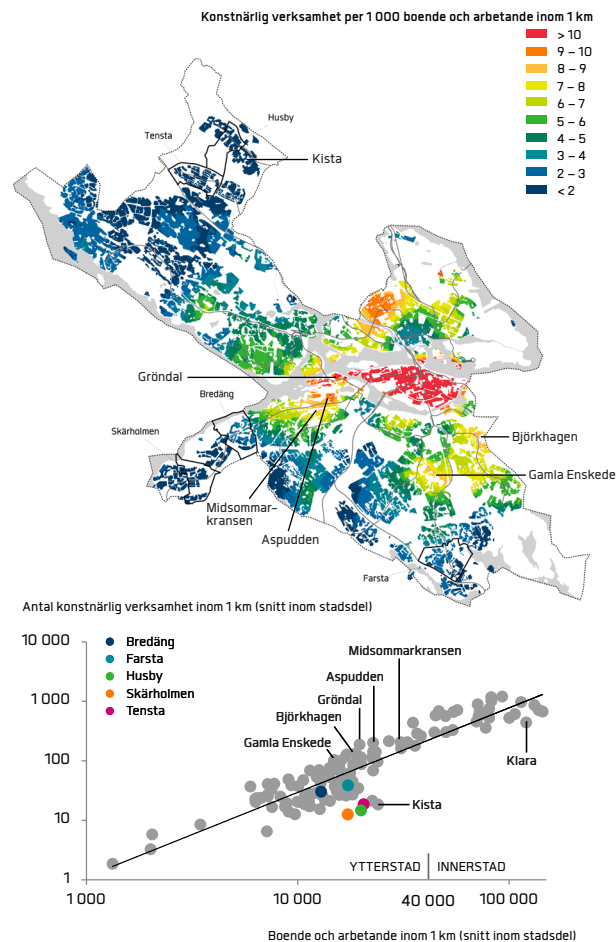 Konstnärlig verksamhet per 1 000 boende och arbetande inom 1 km
> 10
9 – 10
8 – 9
7 – 8
6 – 7
5 – 6
4 – 5
3 – 4
2 – 3
< 2
Husby
Tensta
Kista
Gröndal
Bredäng
Skärholmen
Björkhagen
Gamla Enskede
Midsommar-
kransen
Aspudden
Farsta
Antal konstnärlig verksamhet inom 1 km (snitt inom stadsdel)
10 000
1 000
100
10
1
Bredäng
Farsta
Husby
Skärholmen
Tensta
Midsommarkransen
Aspudden
Gröndal
Björkhagen
Gamla Enskede
Klara
Kista
YTTERSTAD INNERSTAD
1 000 10 000 40 000 100 000
Boende och arbetande inom 1 km (snitt inom stadsdel)